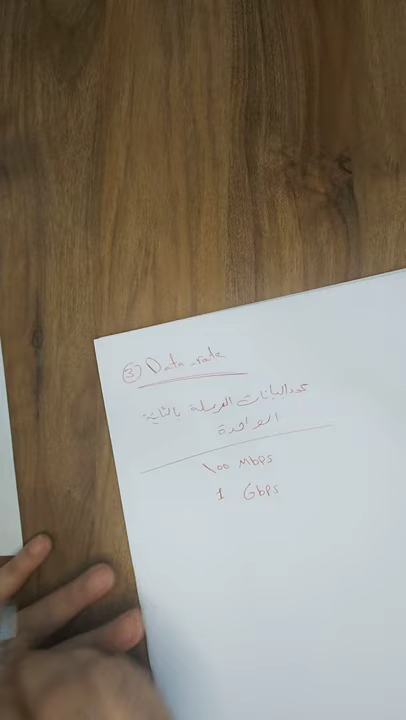 ③ Data rate
عدد البيانات المرسلة بالثانية
الواحدة
100 Mbps
1 Gbps